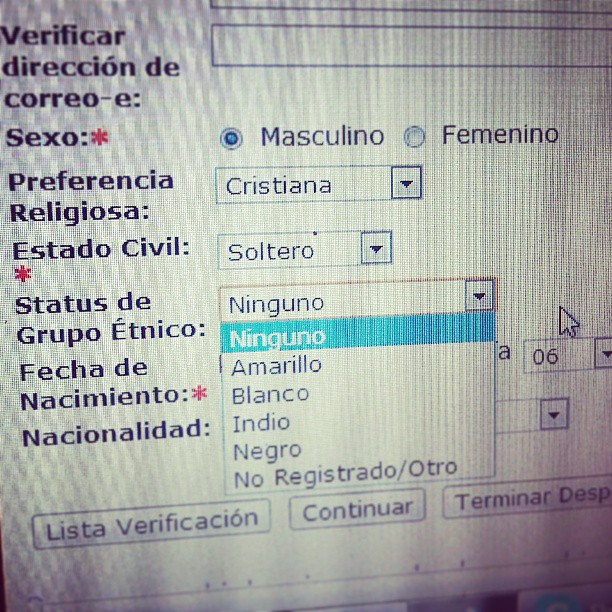 Verificar
dirección de
correo-e:
Sexo:* Masculino Femenino
Preferencia
Religiosa:
Cristiana
Estado Civil:
*
Soltero
Status de
Grupo Étnico:
Ninguno
Ninguno
Amarillo
Blanco
Indio
Negro
No Registrado/Otro
Fecha de
Nacimiento:*
a 06
Nacionalidad:
Lista Verificación Continuar Terminar Desp